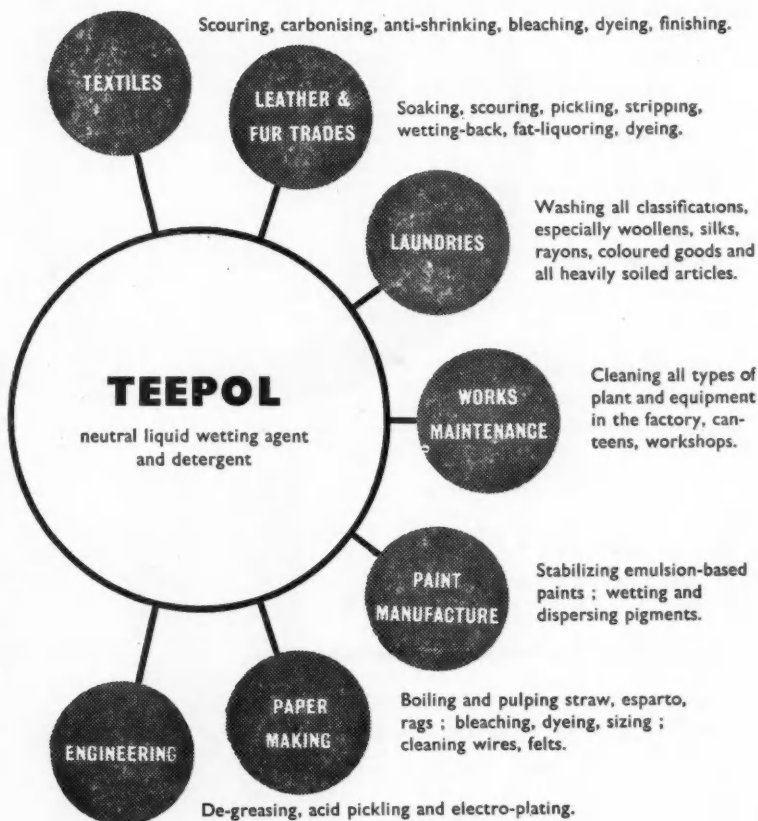 Scouring, carbonising, anti-shrinking, bleaching, dyeing, finishing.
TEXTILES
LEATHER &
FUR TRADES
Soaking, scouring, pickling, stripping,
wetting-back, fat-liquoring, dyeing.
LAUNDRIES
Washing all classifications,
especially woollens, silks,
rayons, coloured goods and
all heavily soiled articles.
TEEPOL
neutral liquid wetting agent
and detergent
WORKS
MAINTENANCE
Cleaning all types of
plant and equipment
in the factory, can-
teens, workshops.
PAINT
MANUFACTURE
Stabilizing emulsion-based
paints ; wetting and
dispersing pigments.
PAPER
MAKING
Boiling and pulping straw, esparto,
rags ; bleaching, dyeing, sizing ;
cleaning wires, felts.
ENGINEERING
De-greasing, acid pickling and electro-plating.